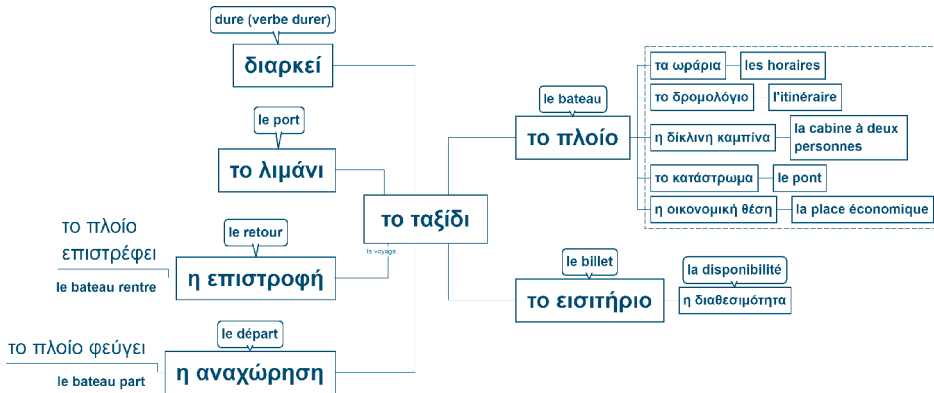 dure (verbe durer)
διαρκεί
le port
το λιμάνι
το πλοίο
επιστρέφει
le bateau rentre
le retour
η επιστροφή
το πλοίο φεύγει
le bateau part
le départ
η αναχώρηση
το ταξίδι
le voyage
le bateau
το πλοίο
τα ωράρια
les horaires
το δρομολόγιο
l'itinéraire
η δίκλινη καμπίνα
la cabine à deux
personnes
το κατάστρωμα
le pont
η οικονομική θέση
la place économique
le billet
το εισιτήριο
la disponibilité
η διαθεσιμότητα